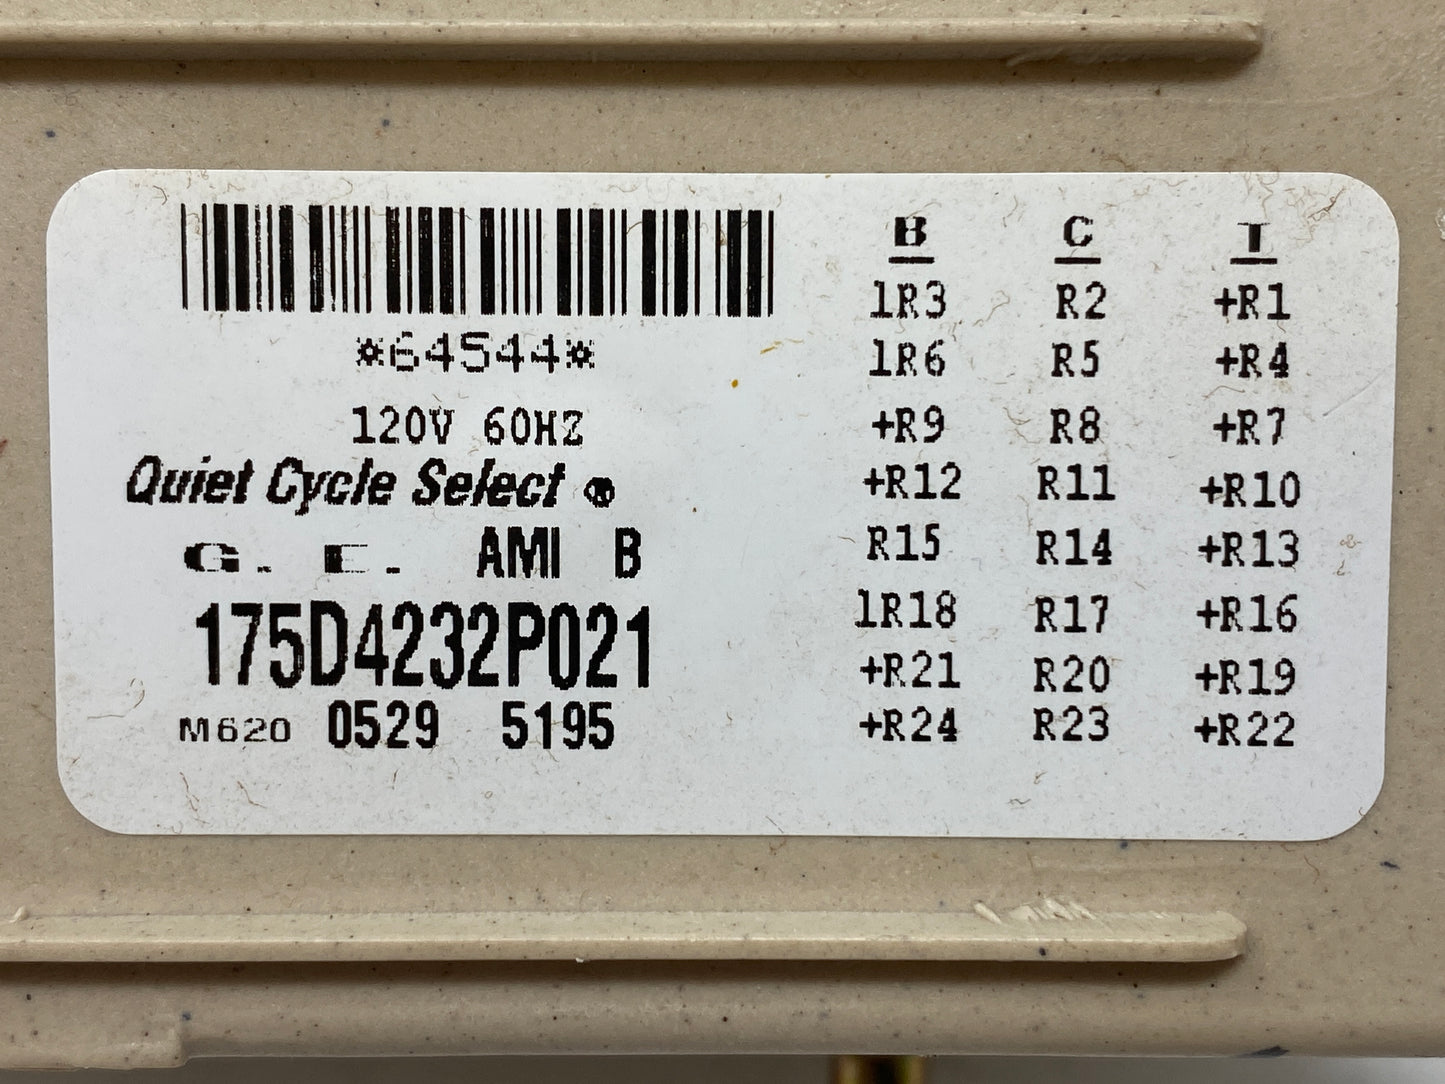 *64544*
120V 60HZ
Quiet Cycle Select ®
G. E. AMI B
175D4232P021
M620 0529 5195
B C T
1R3 R2 +R1
1R6 R5 +R4
+R9 R8 +R7
+R12 R11 +R10
R15 R14 +R13
1R18 R17 +R16
+R21 R20 +R19
+R24 R23 +R22